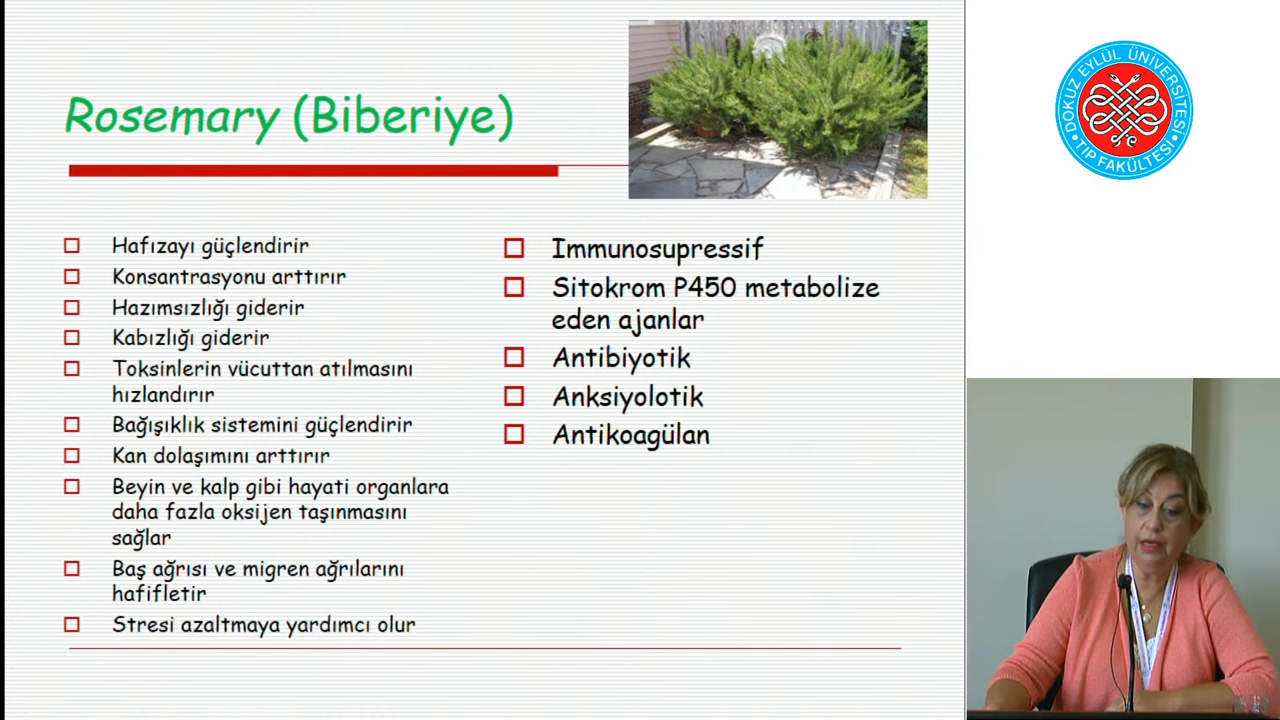 Rosemary (Biberiye)
Hafızayı güçlendirir
Konsantrasyonu arttırır
Hazımsızlığı giderir
Kabızlığı giderir
Toksinlerin vücuttan atılmasını
hızlandırır
Bağışıklık sistemini güçlendirir
Kan dolaşımını arttırır
Beyin ve kalp gibi hayati organlara
daha fazla oksijen taşınmasını
sağlar
Baş ağrısı ve migren ağrılarını
hafifletir
Stresi azaltmaya yardımcı olur
Immunosupressif
Sitokrom P450 metabolize
eden ajanlar
Antibiyotik
Anksiyolotik
Antikoagülan
DOKUZ EYLÜL ÜNİVERSİTESİ
TIP FAKÜLTESİ